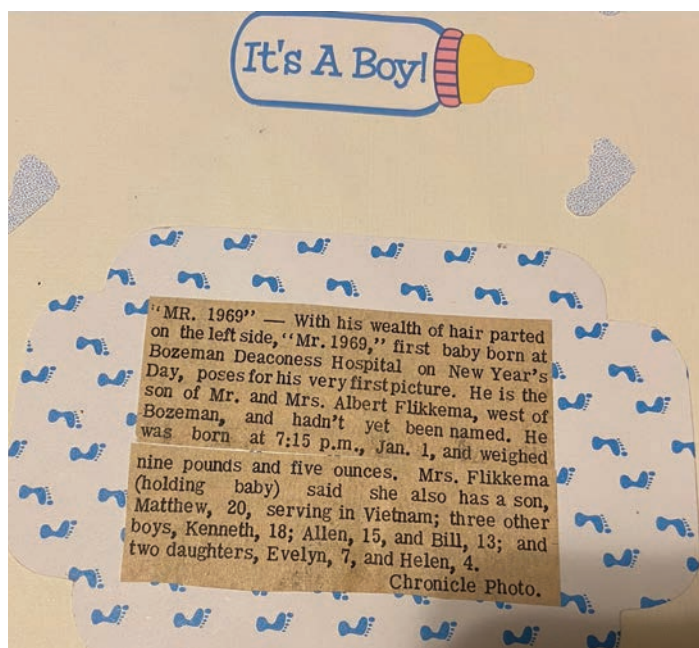 It's A Boy!
"MR. 1969" — With his wealth of hair parted
on the left side, "Mr. 1969," first baby born at
Bozeman Deaconess Hospital on New Year's
Day, poses for his very first picture. He is the
son of Mr. and Mrs. Albert Flikkema, west of
Bozeman, and hadn't yet been named. He
was born at 7:15 p.m., Jan. 1, and weighed
nine pounds and five ounces. Mrs. Flikkema
(holding baby) said she also has a son,
Matthew, 20, serving in Vietnam; three other
boys, Kenneth, 18; Allen, 15, and Bill, 13; and
two daughters, Evelyn, 7, and Helen, 4.
Chronicle Photo.